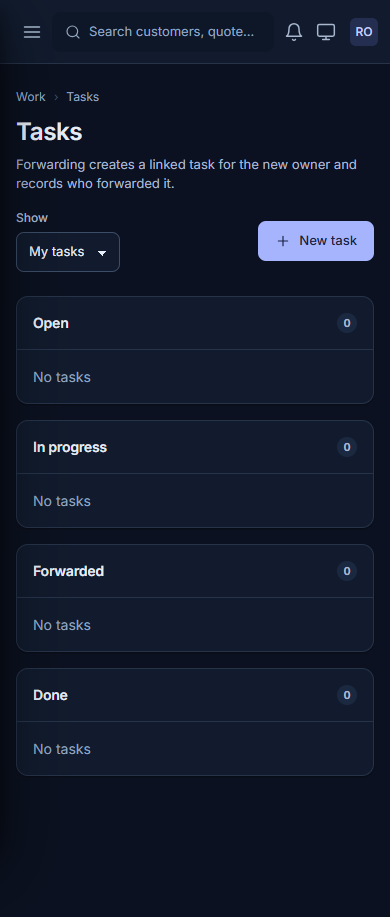 Search customers, quote...
RO
Work › Tasks
Tasks
Forwarding creates a linked task for the new owner and
records who forwarded it.
Show
My tasks
New task
Open 0
No tasks
In progress 0
No tasks
Forwarded 0
No tasks
Done 0
No tasks